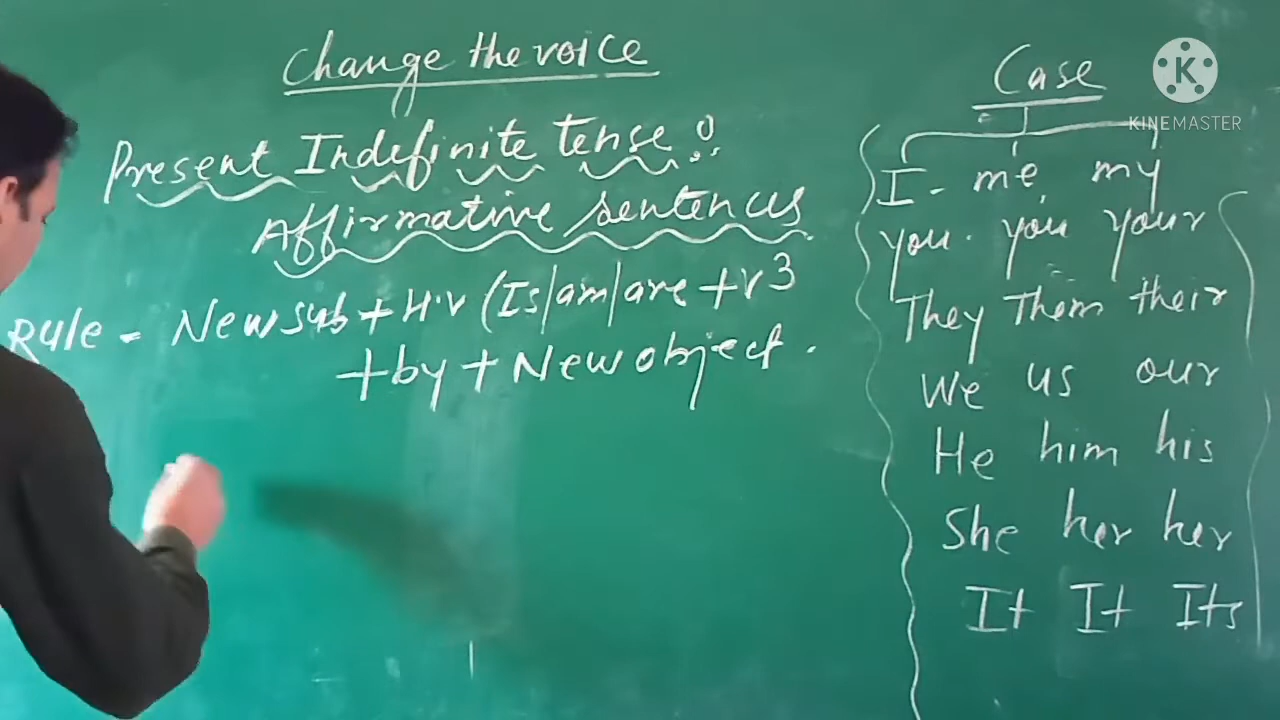 Change the voice
Present Indefinite tense :
Affirmative sentences
Rule - New sub + H.v (Is/am/are + v3
+ by + New object .
Case
I - me my
you . you your
They Them their
We us our
He him his
She her her
It It Its
K
KINEMASTER